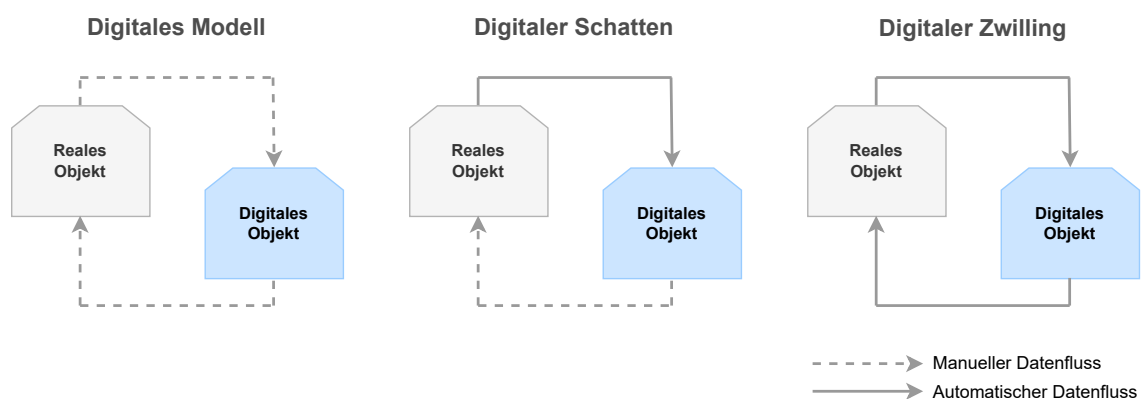 Digitales Modell
Digitaler Schatten
Digitaler Zwilling
Reales
Objekt
Digitales
Objekt
Reales
Objekt
Digitales
Objekt
Reales
Objekt
Digitales
Objekt
Manueller Datenfluss
Automatischer Datenfluss